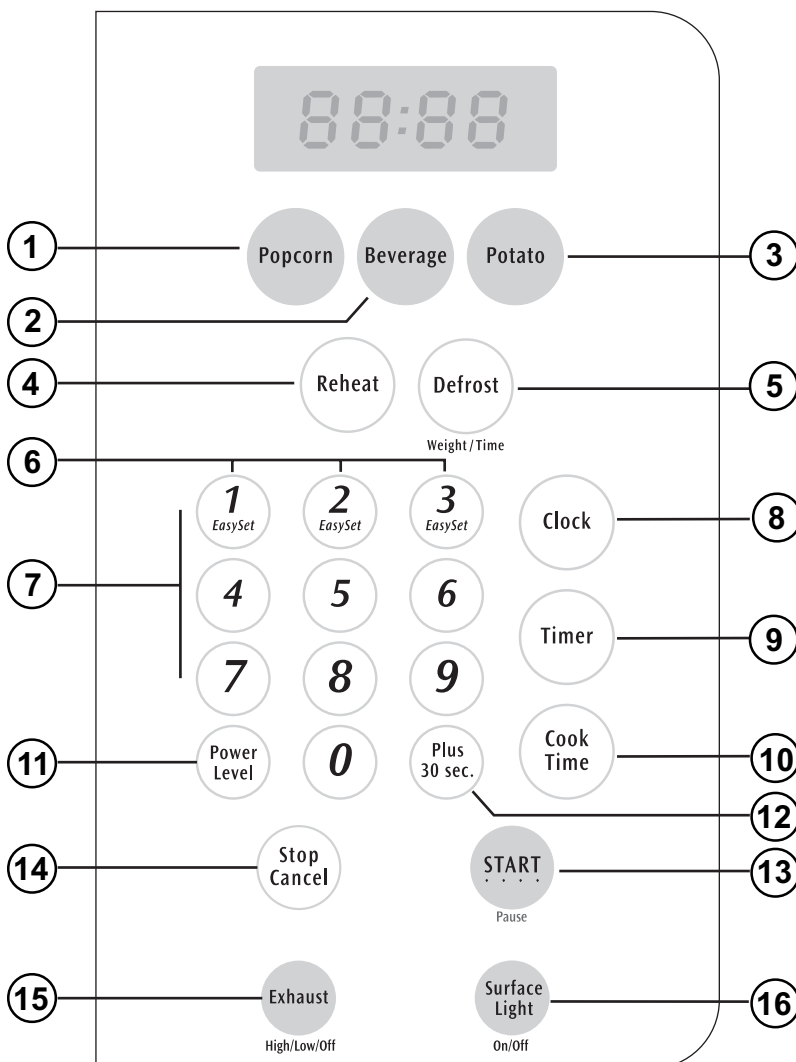 88:88
1
Popcorn
Beverage
Potato
3
2
4
Reheat
Defrost
5
Weight/Time
6
1
EasySet
2
EasySet
3
EasySet
Clock
8
7
4
5
6
Timer
9
7
8
9
11
Power
Level
0
Plus
30 sec.
Cook
Time
10
12
14
Stop
Cancel
START
13
Pause
15
Exhaust
High/Low/Off
Surface
Light
On/Off
16